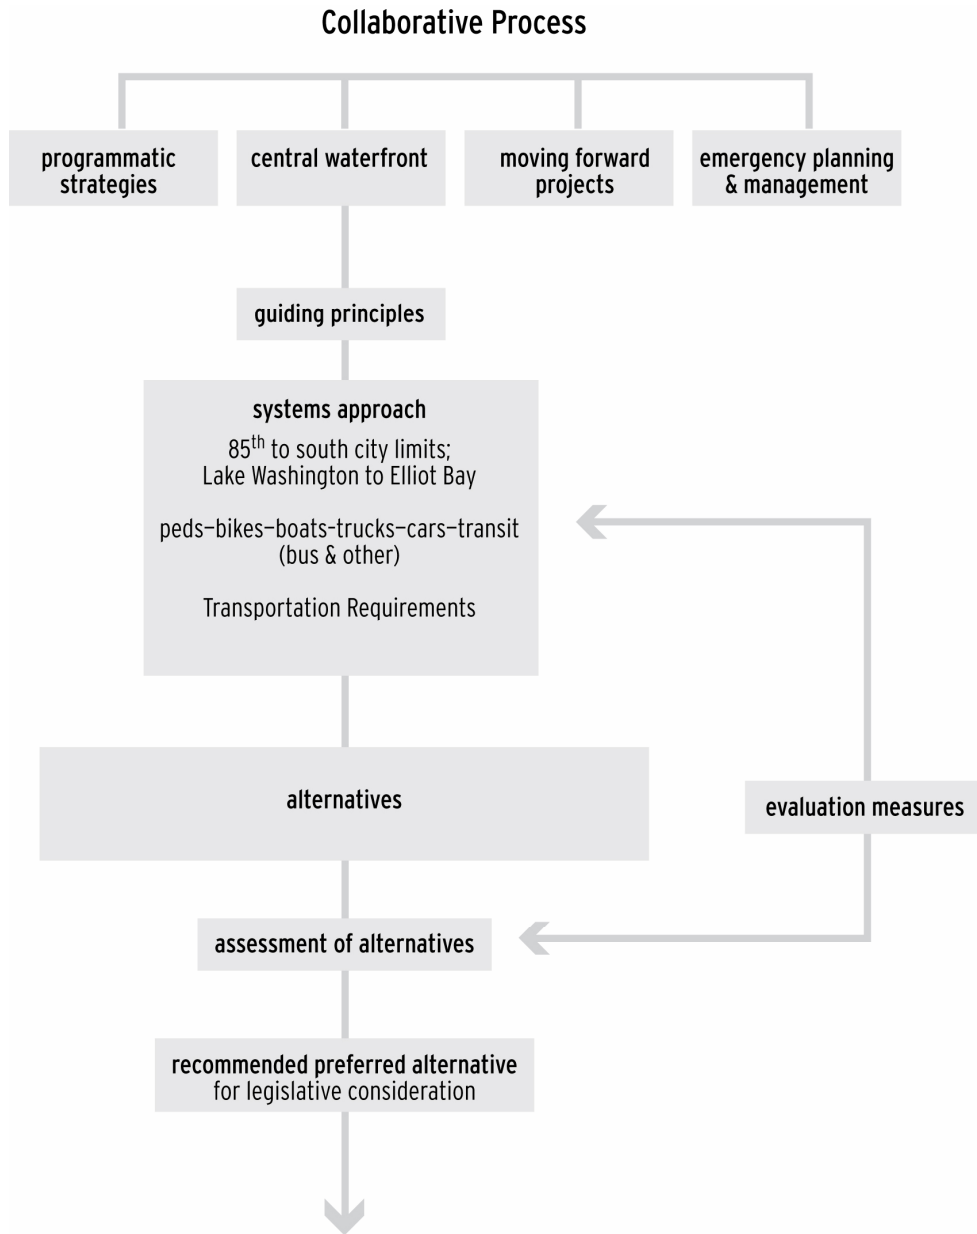 Collaborative Process
programmatic
strategies
central waterfront
moving forward
projects
emergency planning
& management
guiding principles
systems approach
85th to south city limits;
Lake Washington to Elliot Bay
peds–bikes–boats-trucks–cars–transit
(bus & other)
Transportation Requirements
alternatives
evaluation measures
assessment of alternatives
recommended preferred alternative
for legislative consideration